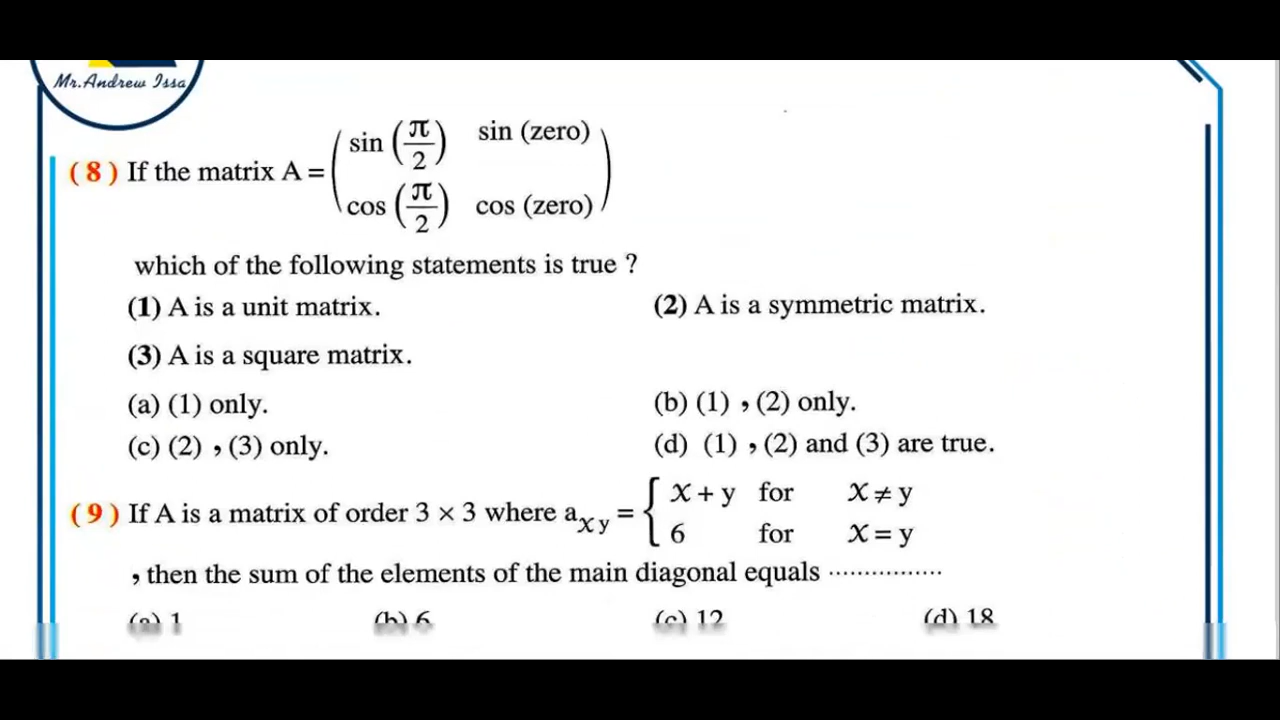 Mr.Andrew Issa
(8) If the matrix A = ( sin (π/2) sin (zero)
cos (π/2) cos (zero) )
which of the following statements is true ?
(1) A is a unit matrix. (2) A is a symmetric matrix.
(3) A is a square matrix.
(a) (1) only. (b) (1) , (2) only.
(c) (2) , (3) only. (d) (1) , (2) and (3) are true.
(9) If A is a matrix of order 3 × 3 where a_xy = { x + y for x ≠ y
6 for x = y
, then the sum of the elements of the main diagonal equals ................
(a) 1 (b) 6 (c) 12 (d) 18